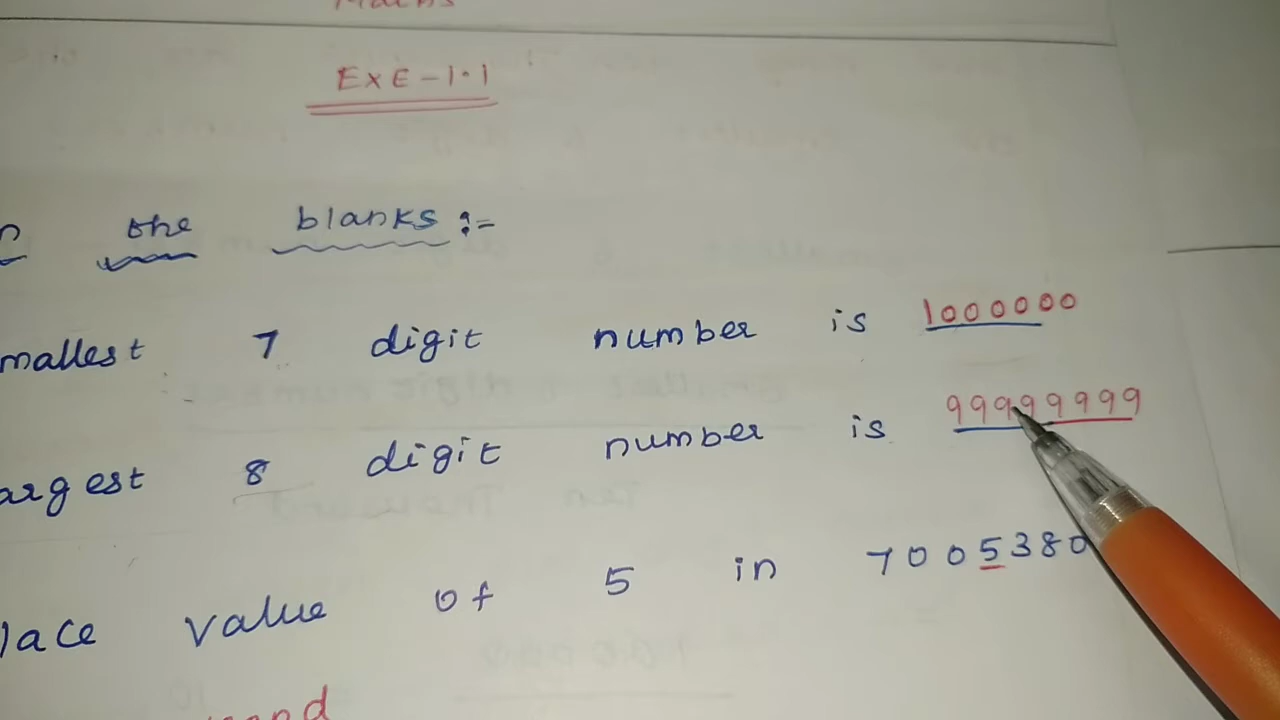 Maths
EXE-1.1
the blanks :-
mallest 7 digit number is 1000000
argest 8 digit number is 99999999
lace value of 5 in 7005380